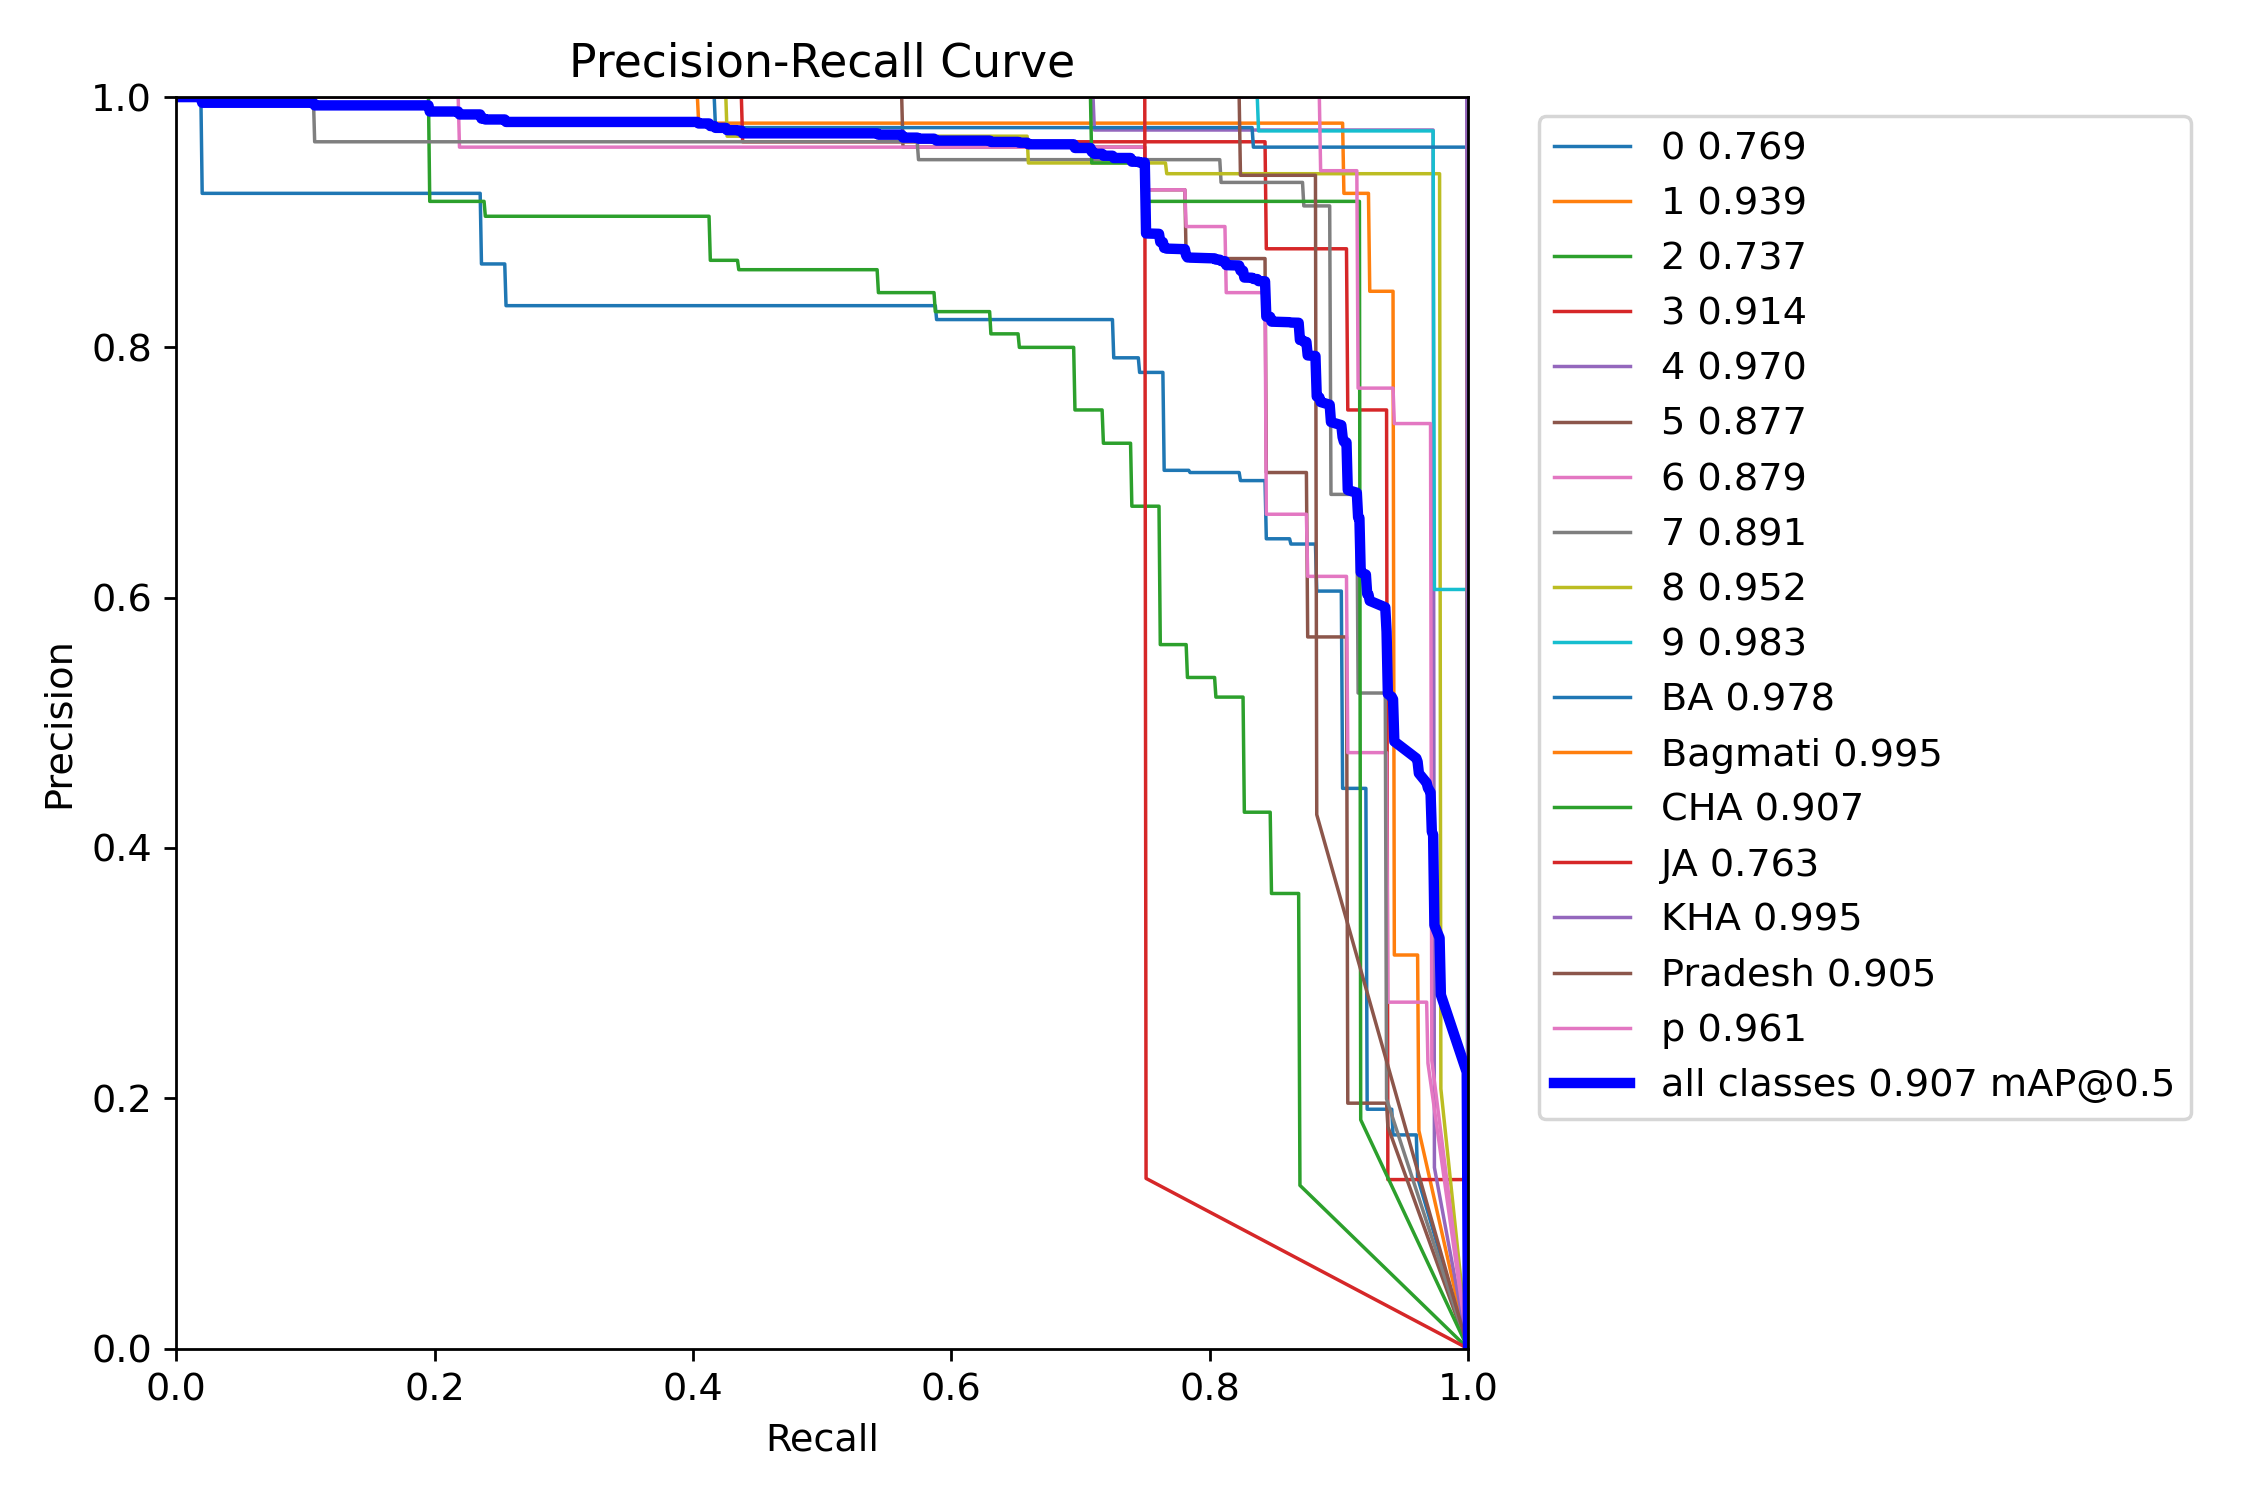 Precision-Recall Curve
1.0
0.8
0.6
0.4
0.2
0.0
Precision
0.0 0.2 0.4 0.6 0.8 1.0
Recall
0 0.769
1 0.939
2 0.737
3 0.914
4 0.970
5 0.877
6 0.879
7 0.891
8 0.952
9 0.983
BA 0.978
Bagmati 0.995
CHA 0.907
JA 0.763
KHA 0.995
Pradesh 0.905
p 0.961
all classes 0.907 mAP@0.5